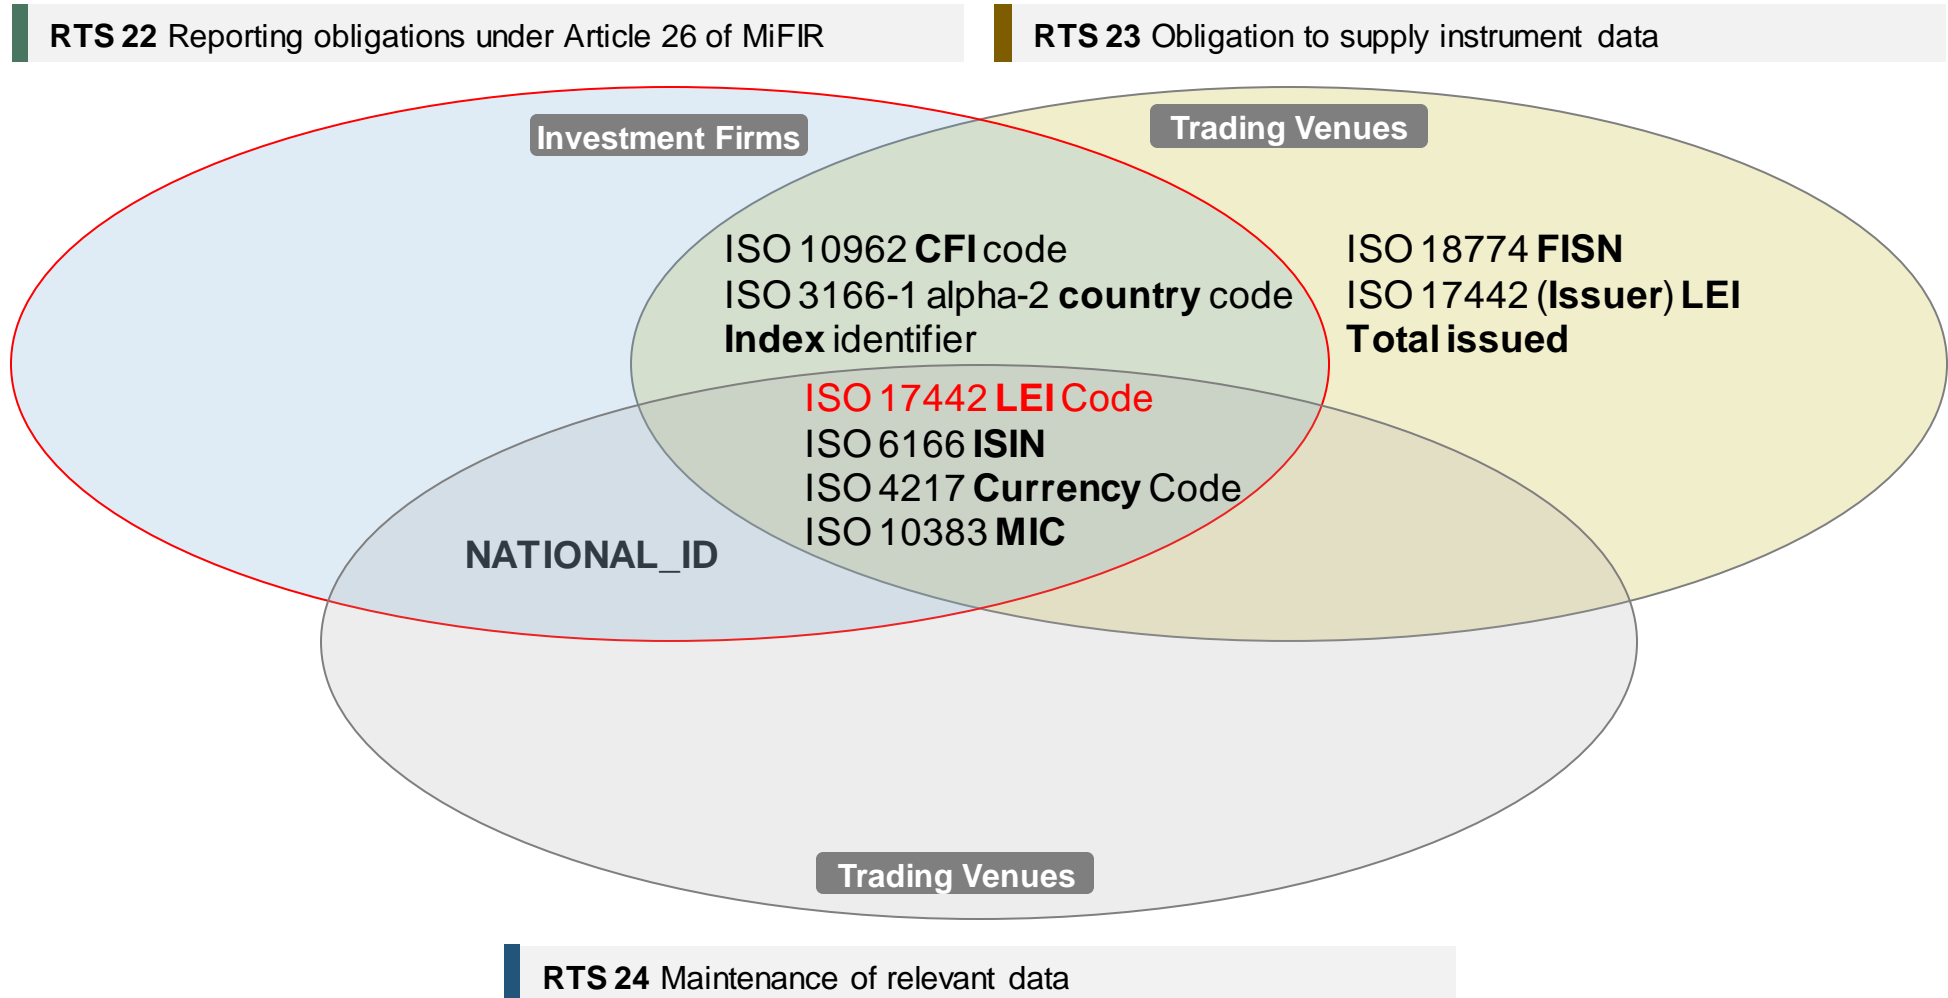 RTS 22 Reporting obligations under Article 26 of MiFIR
RTS 23 Obligation to supply instrument data
Investment Firms
Trading Venues
ISO 10962 CFI code
ISO 3166-1 alpha-2 country code
Index identifier
ISO 18774 FISN
ISO 17442 (Issuer) LEI
Total issued
ISO 17442 LEI Code
ISO 6166 ISIN
ISO 4217 Currency Code
ISO 10383 MIC
NATIONAL_ID
Trading Venues
RTS 24 Maintenance of relevant data